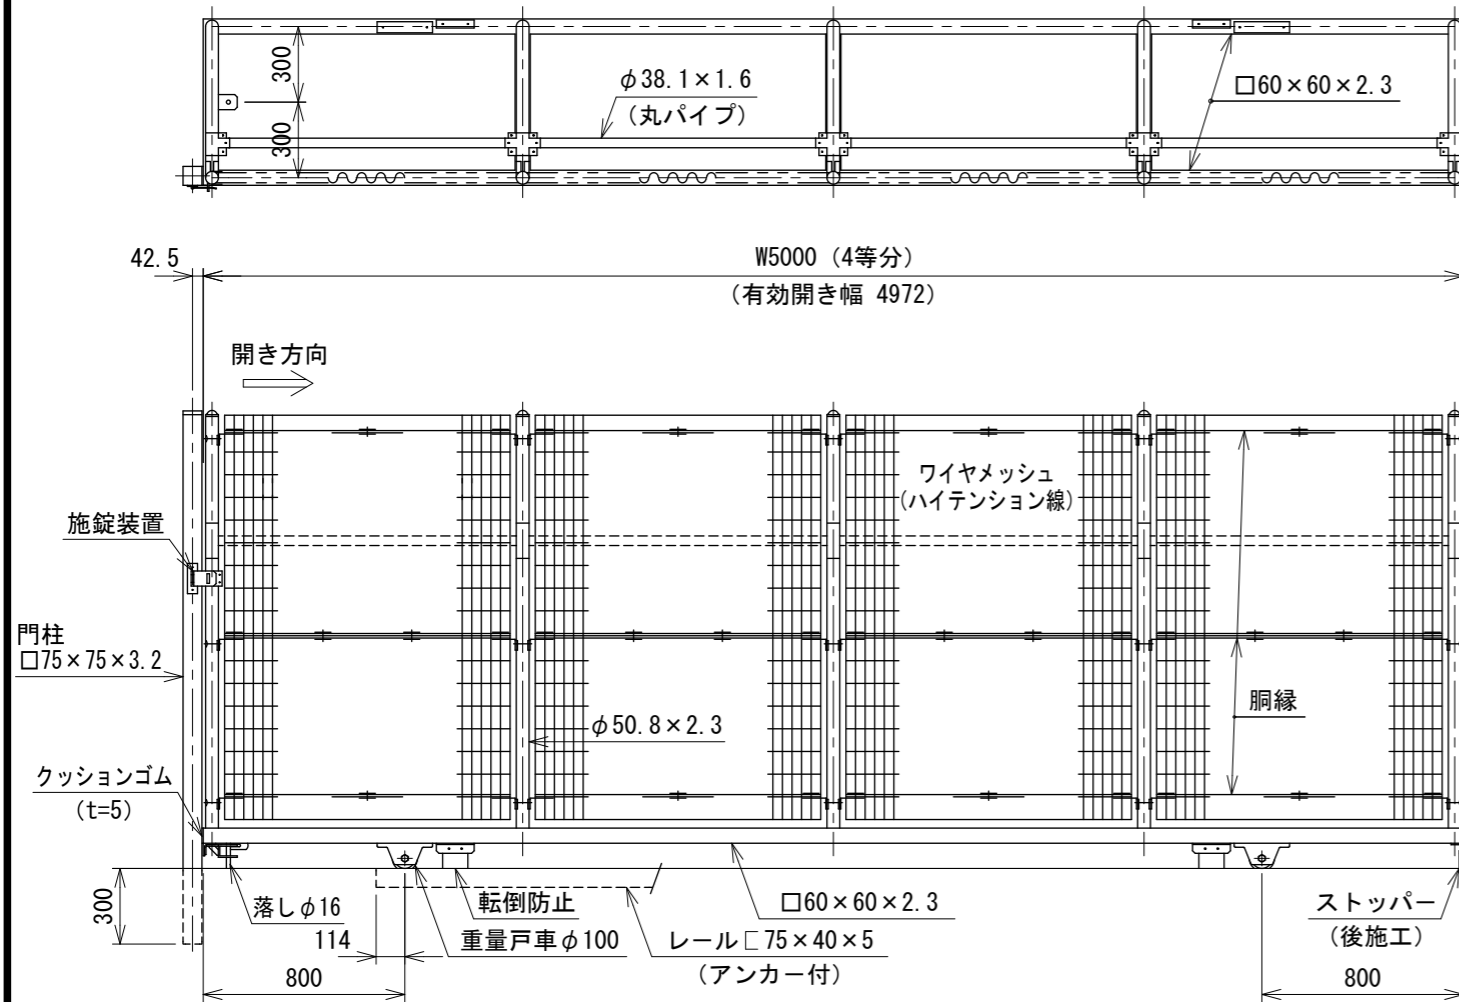 300
300
φ38.1×1.6
(丸パイプ)
□60×60×2.3
42.5
W5000 (4等分)
(有効開き幅 4972)
開き方向
ワイヤメッシュ
(ハイテンション線)
施錠装置
門柱
□75×75×3.2
胴縁
φ50.8×2.3
クッションゴム
(t=5)
300
落しφ16
転倒防止
□60×60×2.3
ストッパー
(後施工)
114
重量戸車φ100
レール⊏75×40×5
(アンカー付)
800
800